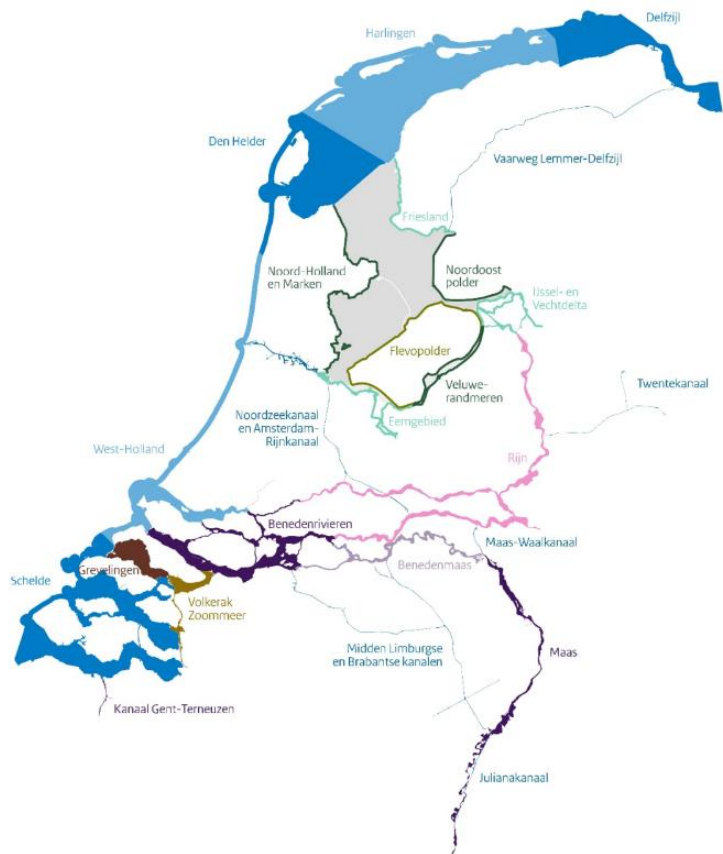 Delfzijl
Harlingen
Den Helder
Vaarweg Lemmer-Delfzijl
Friesland
Noord-Holland
en Marken
Noordoost
polder
IJssel- en
Vechtdelta
Flevopolder
Veluwe-
randmeren
Twentekanaal
Noordzeekanaal
en Amsterdam-
Rijnkanaal
Eemgebied
West-Holland
Rijn
Benedenrivieren
Maas-Waalkanaal
Grevelingen
Benedenmaas
Schelde
Volkerak
Zoommeer
Midden Limburgse
en Brabantse kanalen
Maas
Kanaal Gent-Terneuzen
Julianakanaal